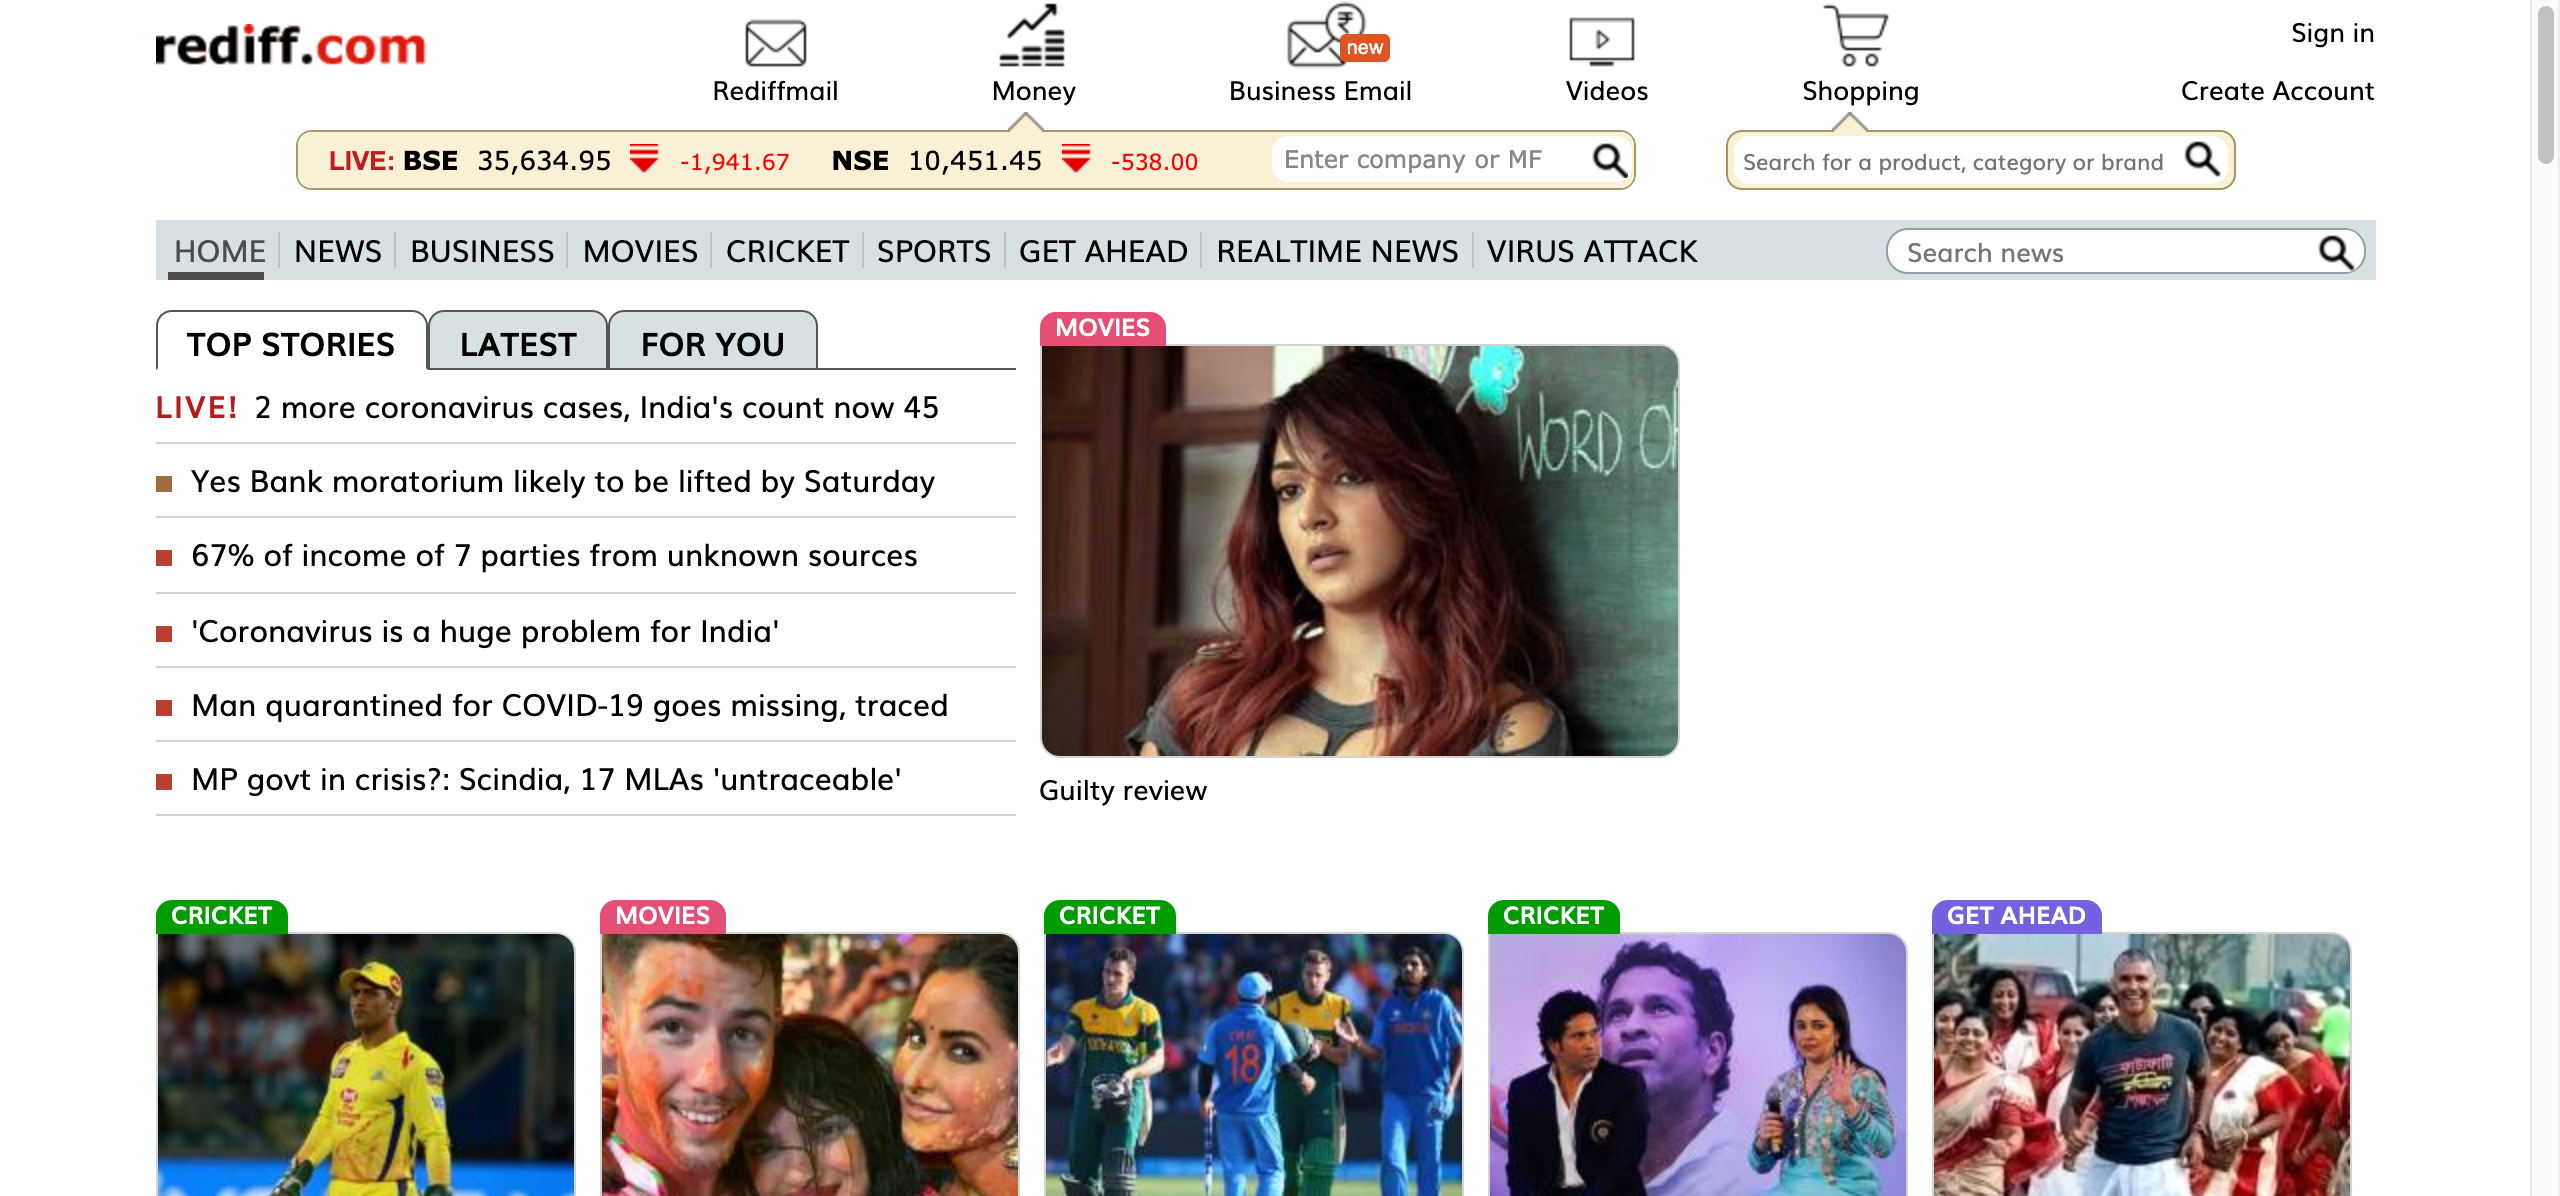 rediff.com
Rediffmail
Money
new
Business Email
Videos
Shopping
Sign in
Create Account
LIVE: BSE 35,634.95 -1,941.67 NSE 10,451.45 -538.00
Enter company or MF
Search for a product, category or brand
HOME NEWS BUSINESS MOVIES CRICKET SPORTS GET AHEAD REALTIME NEWS VIRUS ATTACK
Search news
TOP STORIES LATEST FOR YOU
LIVE! 2 more coronavirus cases, India's count now 45
Yes Bank moratorium likely to be lifted by Saturday
67% of income of 7 parties from unknown sources
'Coronavirus is a huge problem for India'
Man quarantined for COVID-19 goes missing, traced
MP govt in crisis?: Scindia, 17 MLAs 'untraceable'
MOVIES
WORD
Guilty review
CRICKET
MOVIES
CRICKET
18
CRICKET
GET AHEAD